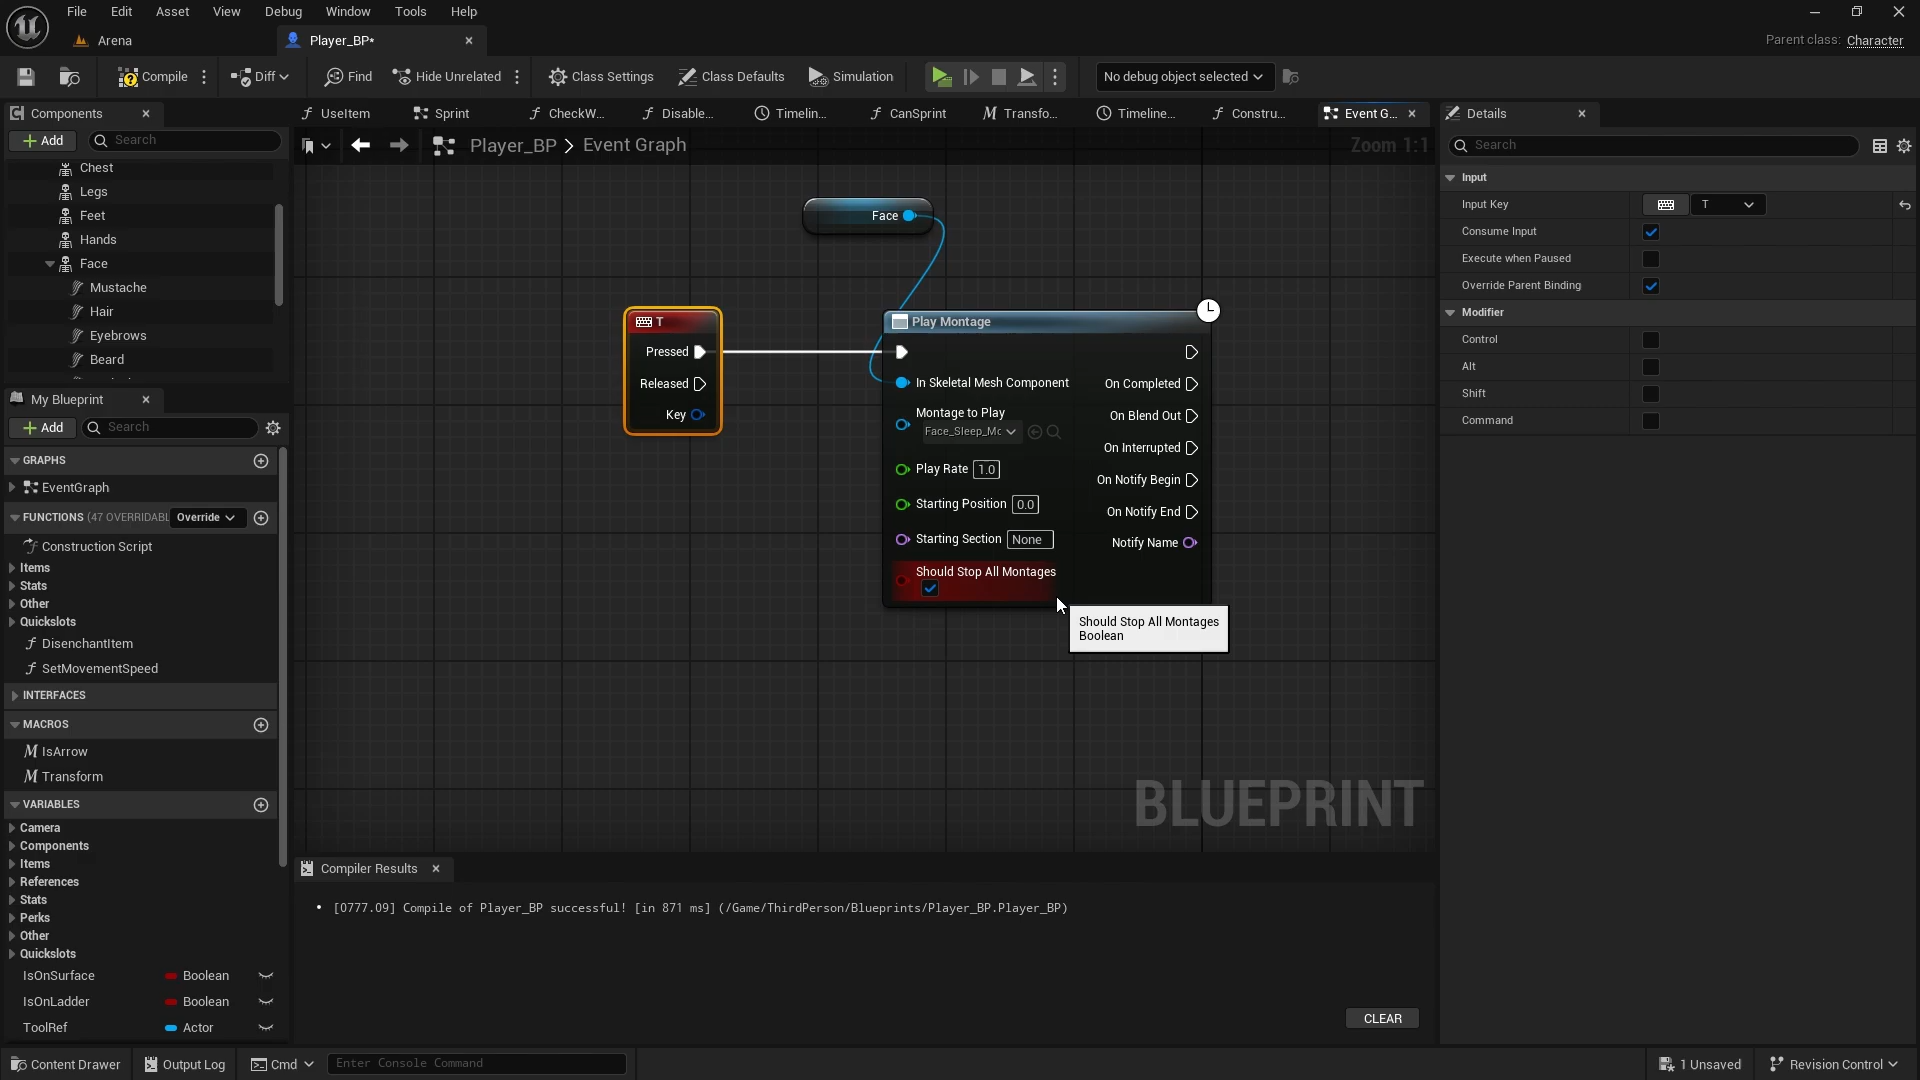 File Edit Asset View Debug Window Tools Help
Arena
Player_BP*
Parent class: Character
Compile
Diff
Find
Hide Unrelated
Class Settings
Class Defaults
Simulation
No debug object selected
Components
Add
Search
Chest
Legs
Feet
Hands
Face
Mustache
Hair
Eyebrows
Beard
My Blueprint
Add
Search
GRAPHS
EventGraph
FUNCTIONS (47 OVERRIDABL
Override
Construction Script
Items
Stats
Other
Quickslots
DisenchantItem
SetMovementSpeed
INTERFACES
MACROS
IsArrow
Transform
VARIABLES
Camera
Components
Items
References
Stats
Perks
Other
Quickslots
IsOnSurface Boolean
IsOnLadder Boolean
ToolRef Actor
UseItem
Sprint
CheckW...
Disable...
Timelin...
CanSprint
Transfo...
Timeline...
Constru...
Event G...
Player_BP > Event Graph
Zoom 1:1
Face
T
Pressed
Released
Key
Play Montage
In Skeletal Mesh Component
Montage to Play
Face_Sleep_Mc
Play Rate 1.0
Starting Position 0.0
Starting Section None
Should Stop All Montages
On Completed
On Blend Out
On Interrupted
On Notify Begin
On Notify End
Notify Name
Should Stop All Montages
Boolean
BLUEPRINT
Compiler Results
[0777.09] Compile of Player_BP successful! [in 871 ms] (/Game/ThirdPerson/Blueprints/Player_BP.Player_BP)
CLEAR
Details
Search
Input
Input Key T
Consume Input
Execute when Paused
Override Parent Binding
Modifier
Control
Alt
Shift
Command
Content Drawer
Output Log
Cmd
Enter Console Command
1 Unsaved
Revision Control